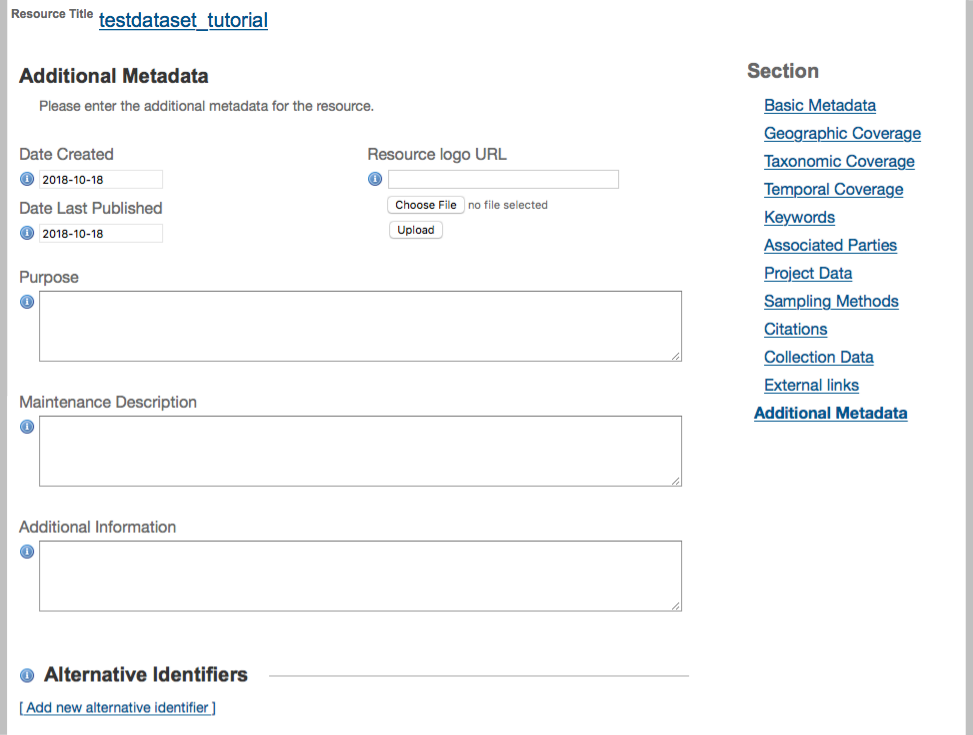 Resource Title testdataset_tutorial
Additional Metadata
Please enter the additional metadata for the resource.
Date Created
2018-10-18
Date Last Published
2018-10-18
Resource logo URL
Choose File no file selected
Upload
Purpose
Maintenance Description
Additional Information
Alternative Identifiers
[ Add new alternative identifier ]
Section
Basic Metadata
Geographic Coverage
Taxonomic Coverage
Temporal Coverage
Keywords
Associated Parties
Project Data
Sampling Methods
Citations
Collection Data
External links
Additional Metadata